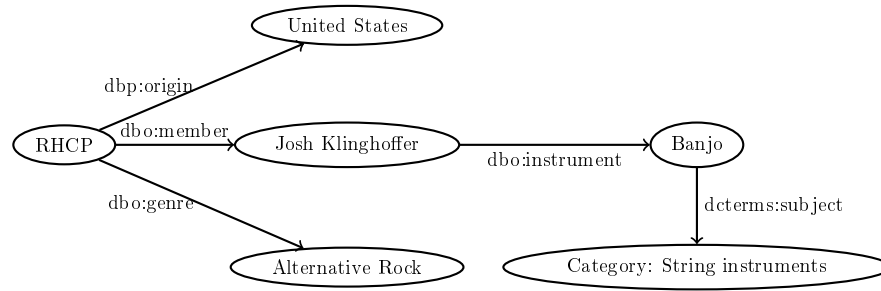 United States
dbp:origin
dbo:member
RHCP
Josh Klinghoffer
Banjo
dbo:instrument
dbo:genre
dcterms:subject
Alternative Rock
Category: String instruments